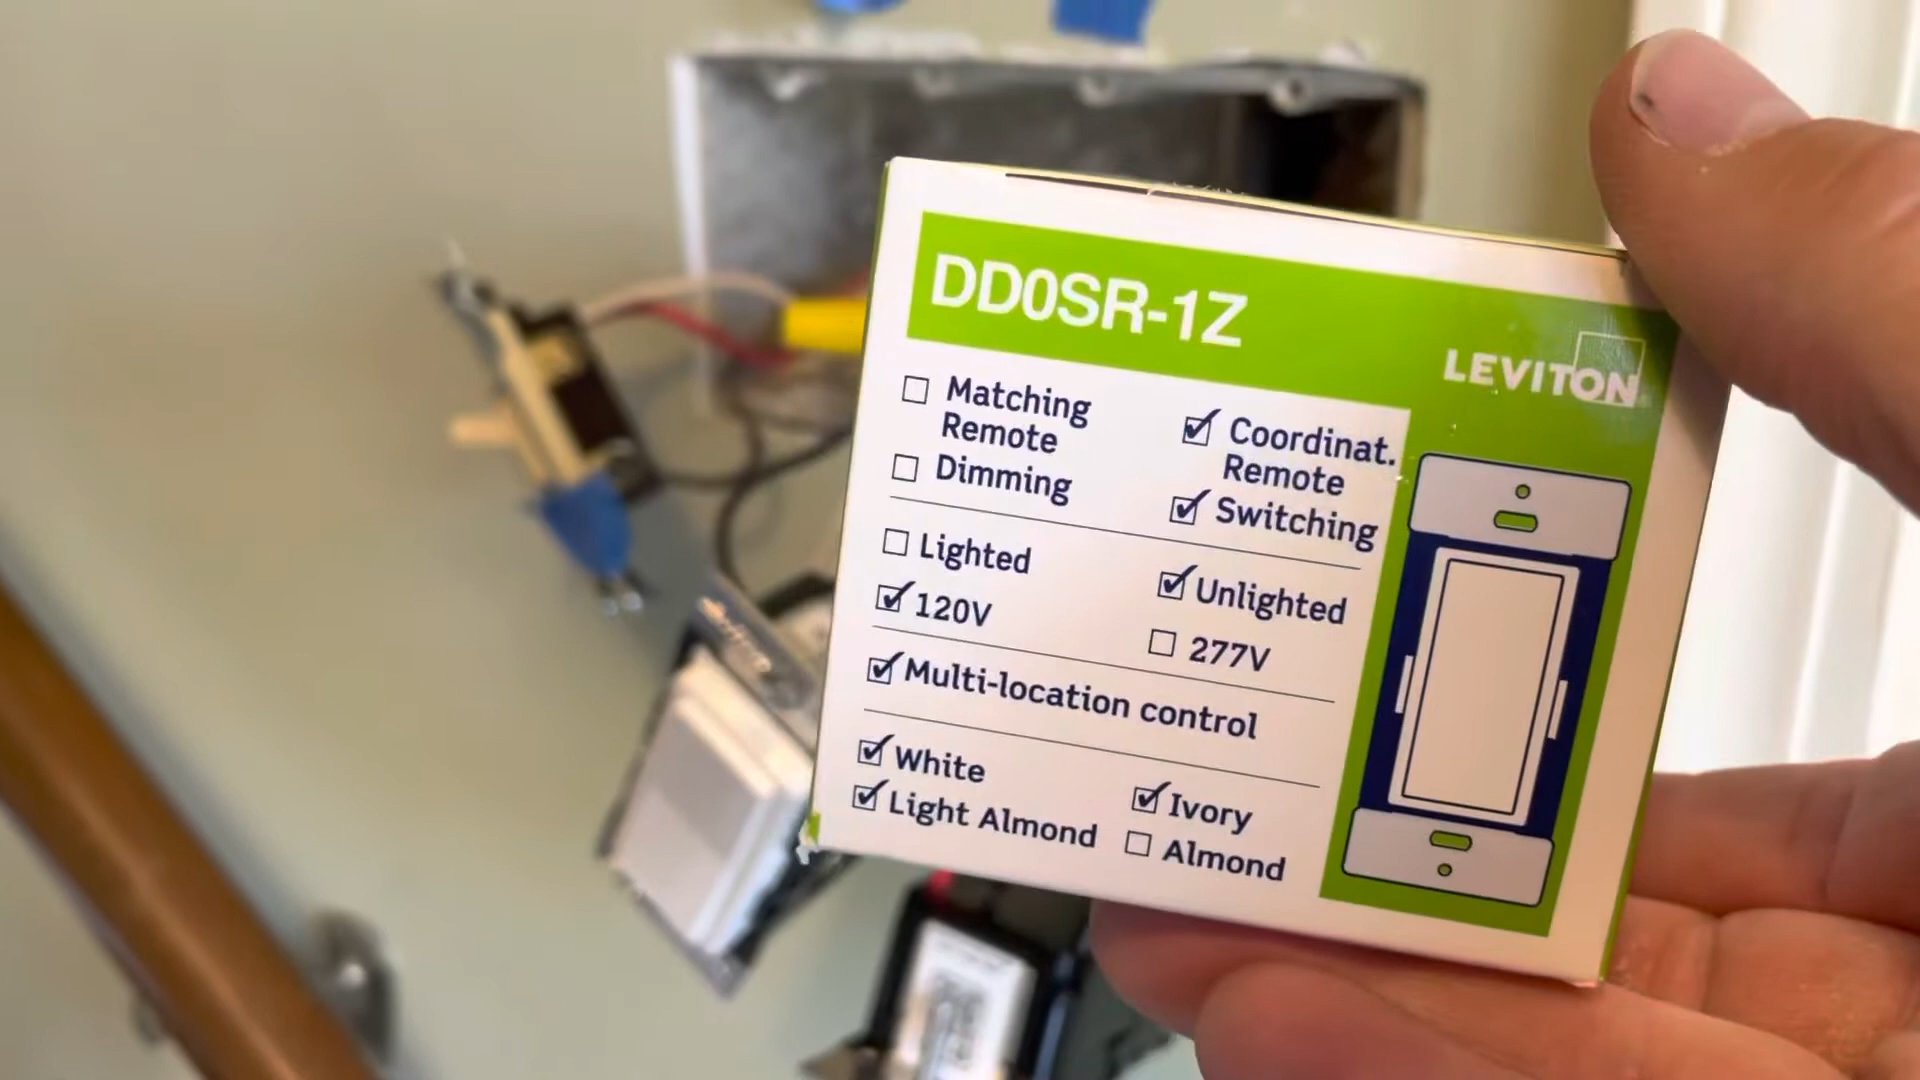 DD0SR-1Z
LEVITON
Matching
Remote
Coordinat.
Remote
Dimming
Switching
Lighted
Unlighted
120V
277V
Multi-location control
White
Ivory
Light Almond
Almond